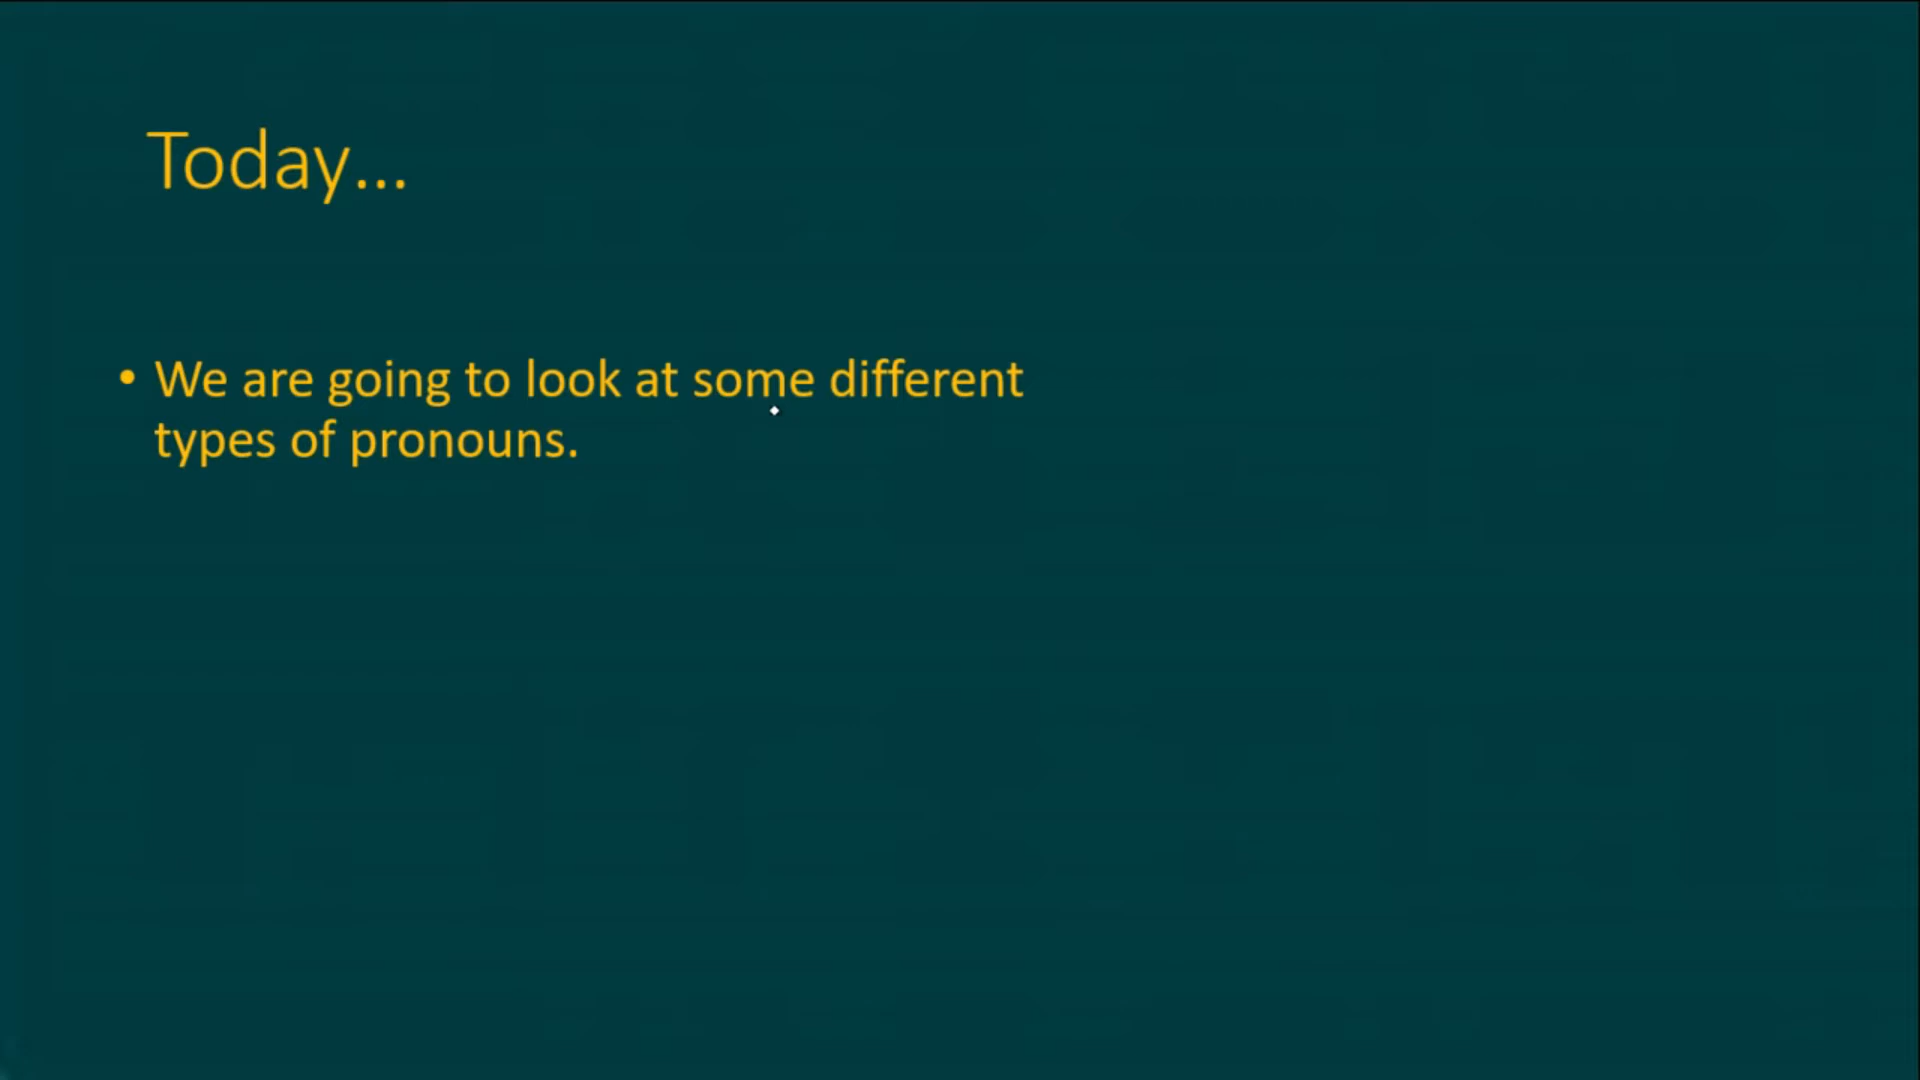 Today...
• We are going to look at some different
types of pronouns.